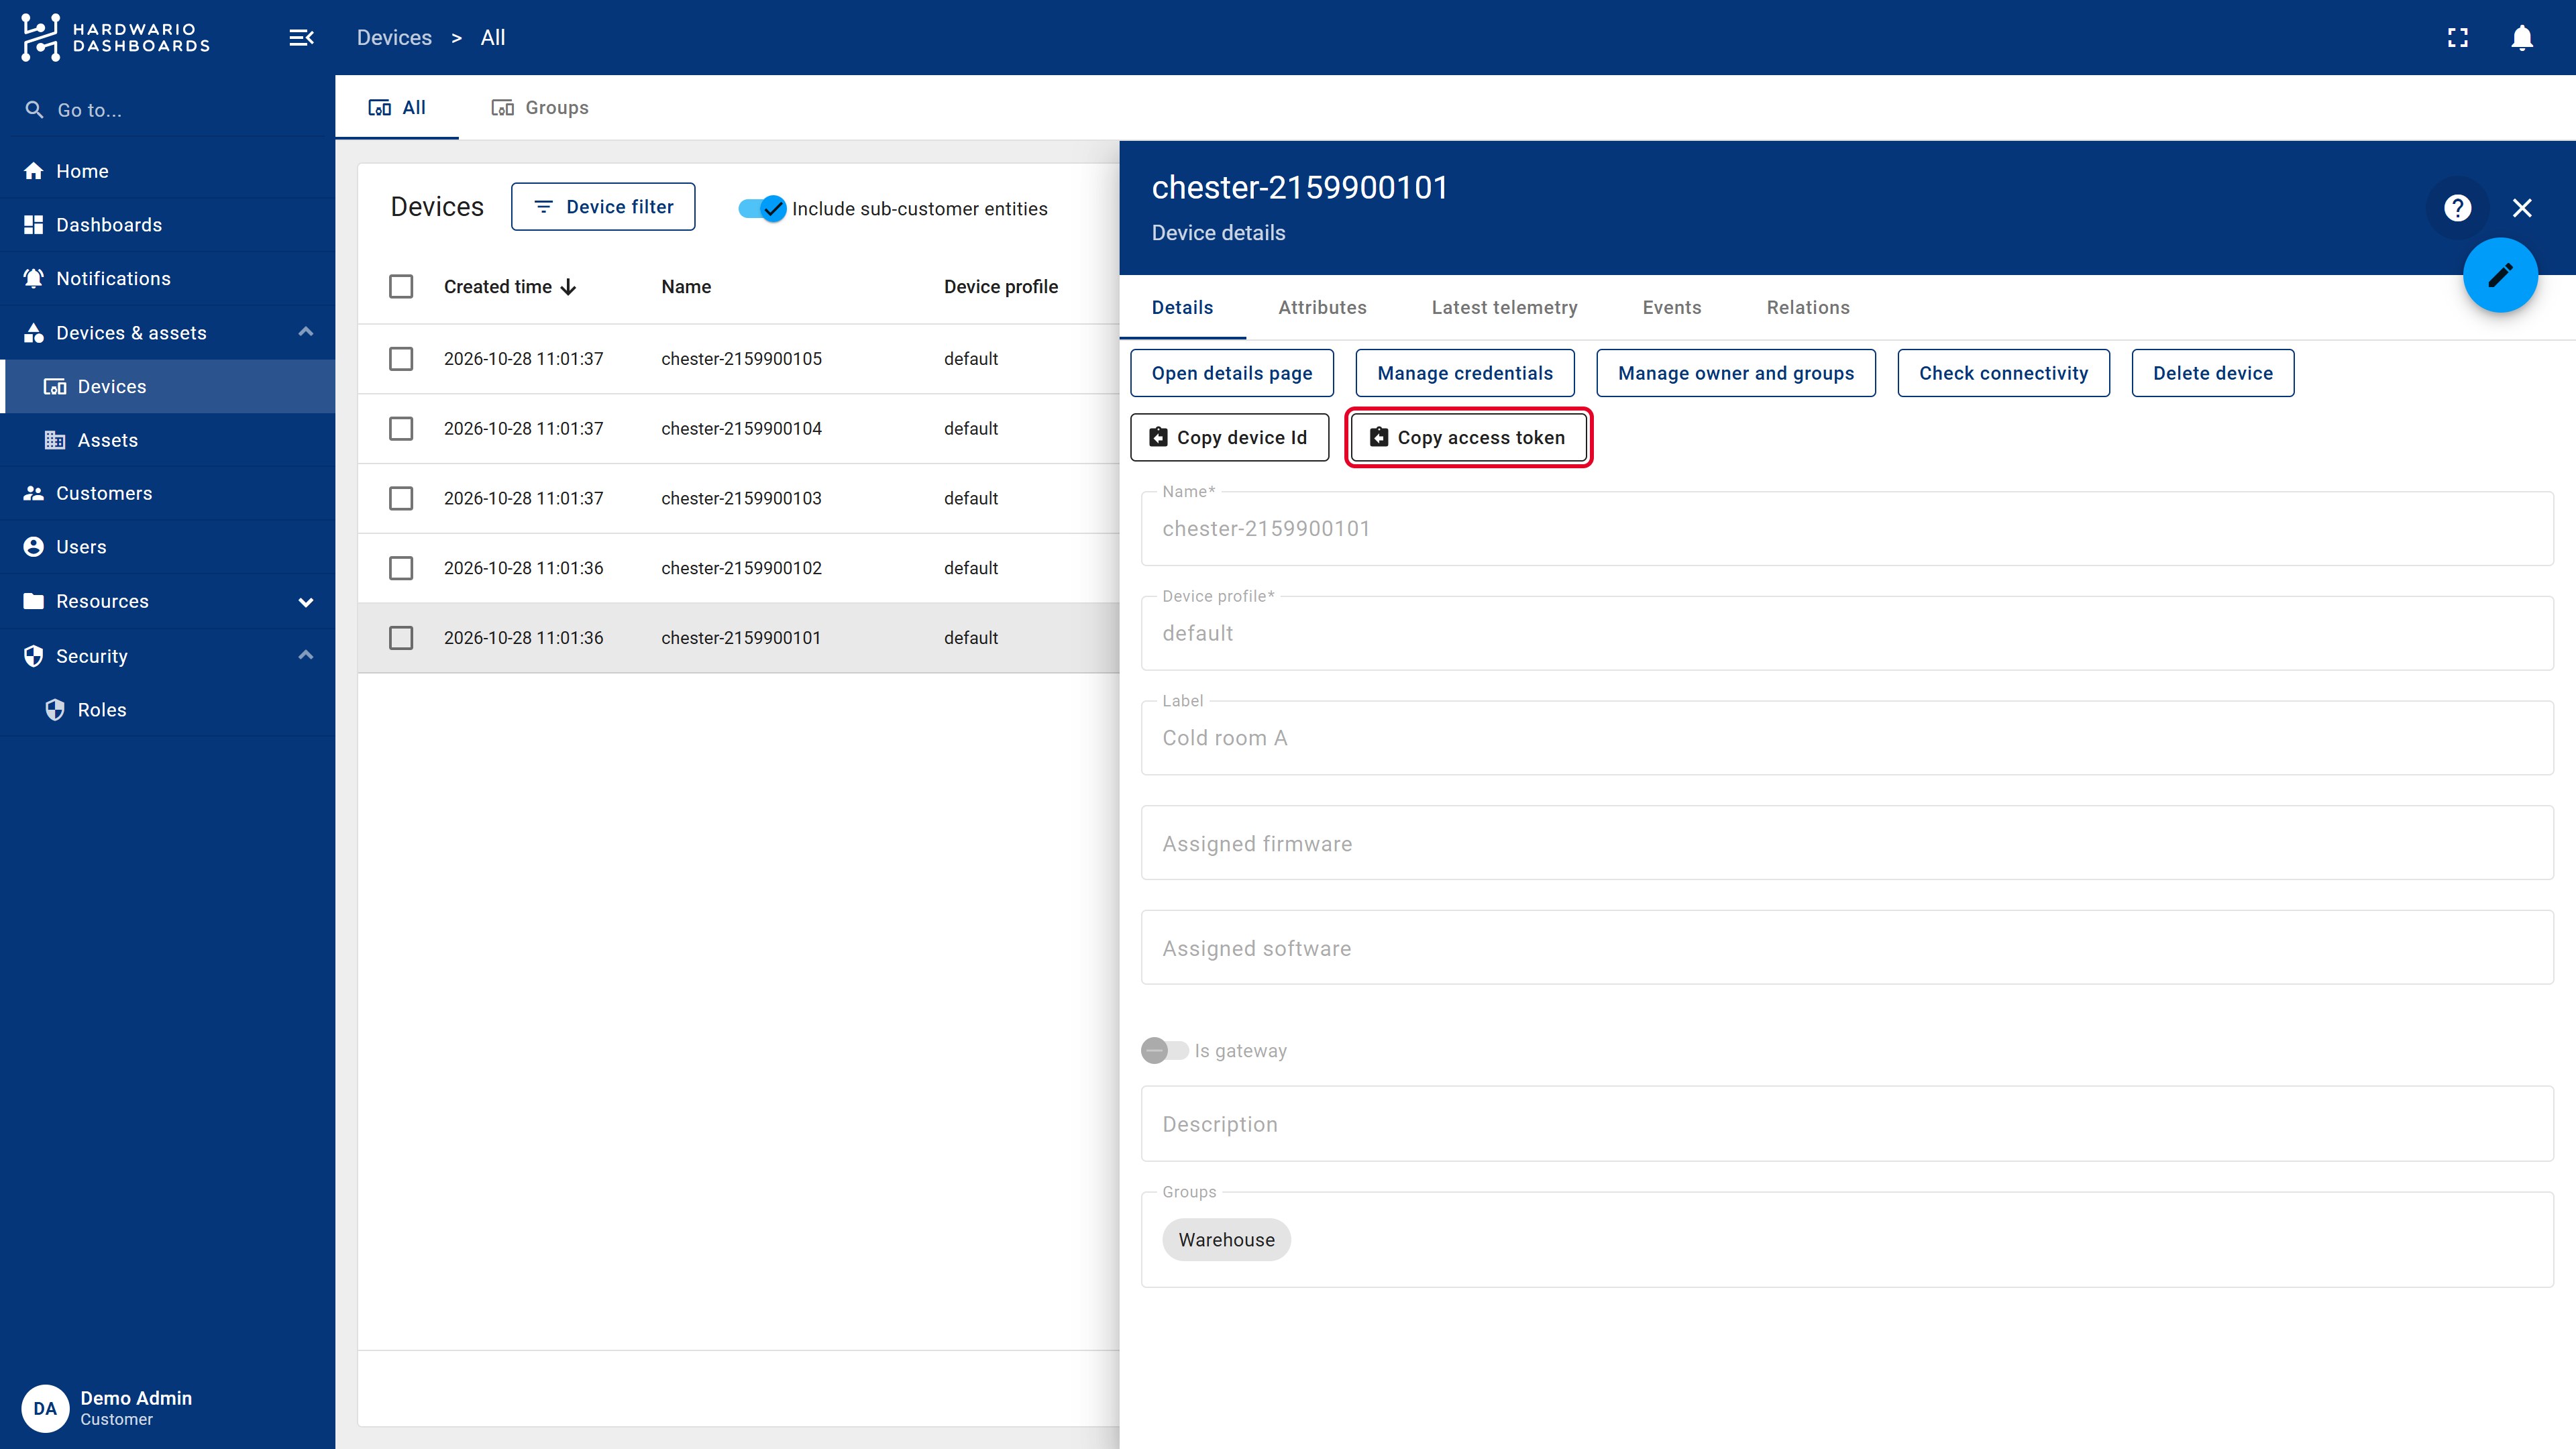 HARDWARIO
DASHBOARDS
Devices > All
Go to...
Home
Dashboards
Notifications
Devices & assets
Devices
Assets
Customers
Users
Resources
Security
Roles
DA
Demo Admin
Customer
All
Groups
Devices
Device filter
Include sub-customer entities
Created time Name Device profile
2026-10-28 11:01:37 chester-2159900105 default
2026-10-28 11:01:37 chester-2159900104 default
2026-10-28 11:01:37 chester-2159900103 default
2026-10-28 11:01:36 chester-2159900102 default
2026-10-28 11:01:36 chester-2159900101 default
chester-2159900101
Device details
Details Attributes Latest telemetry Events Relations
Open details page Manage credentials Manage owner and groups Check connectivity Delete device
Copy device Id Copy access token
Name*
chester-2159900101
Device profile*
default
Label
Cold room A
Assigned firmware
Assigned software
Is gateway
Description
Groups
Warehouse